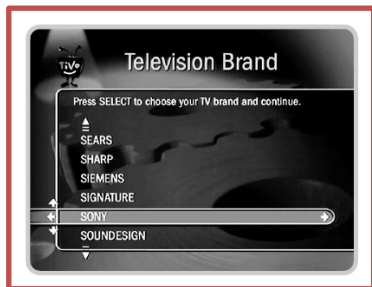 TiVo
Television Brand
Press SELECT to choose your TV brand and continue.
SEARS
SHARP
SIEMENS
SIGNATURE
SONY
SOUNDESIGN